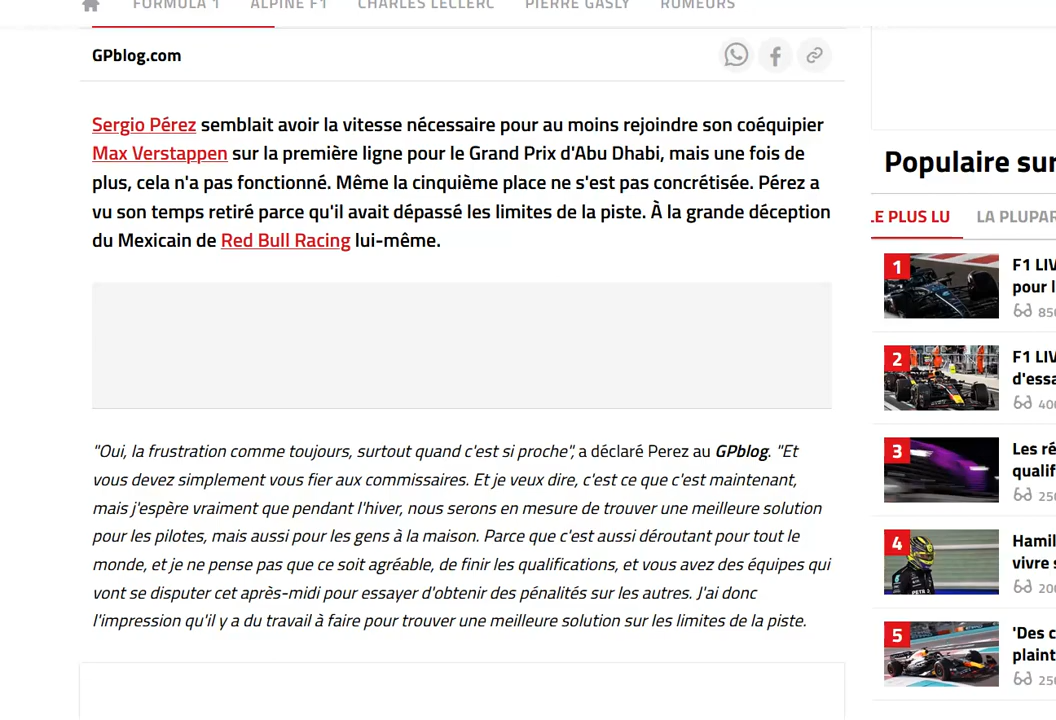 FORMULA 1 ALPINE F1 CHARLES LECLERC PIERRE GASLY RUMEURS
GPblog.com
Sergio Pérez semblait avoir la vitesse nécessaire pour au moins rejoindre son coéquipier
Max Verstappen sur la première ligne pour le Grand Prix d'Abu Dhabi, mais une fois de
plus, cela n'a pas fonctionné. Même la cinquième place ne s'est pas concrétisée. Pérez a
vu son temps retiré parce qu'il avait dépassé les limites de la piste. À la grande déception
du Mexicain de Red Bull Racing lui-même.
"Oui, la frustration comme toujours, surtout quand c'est si proche", a déclaré Perez au GPblog. "Et
vous devez simplement vous fier aux commissaires. Et je veux dire, c'est ce que c'est maintenant,
mais j'espère vraiment que pendant l'hiver, nous serons en mesure de trouver une meilleure solution
pour les pilotes, mais aussi pour les gens à la maison. Parce que c'est aussi déroutant pour tout le
monde, et je ne pense pas que ce soit agréable, de finir les qualifications, et vous avez des équipes qui
vont se disputer cet après-midi pour essayer d'obtenir des pénalités sur les autres. J'ai donc
l'impression qu'il y a du travail à faire pour trouver une meilleure solution sur les limites de la piste.
Populaire sur
LE PLUS LU LA PLUPAR
1
F1 LIV
pour l
850
2
F1 LIV
d'essa
400
3
Les ré
qualif
250
4
Hamil
vivre s
200
5
'Des c
plaint
250